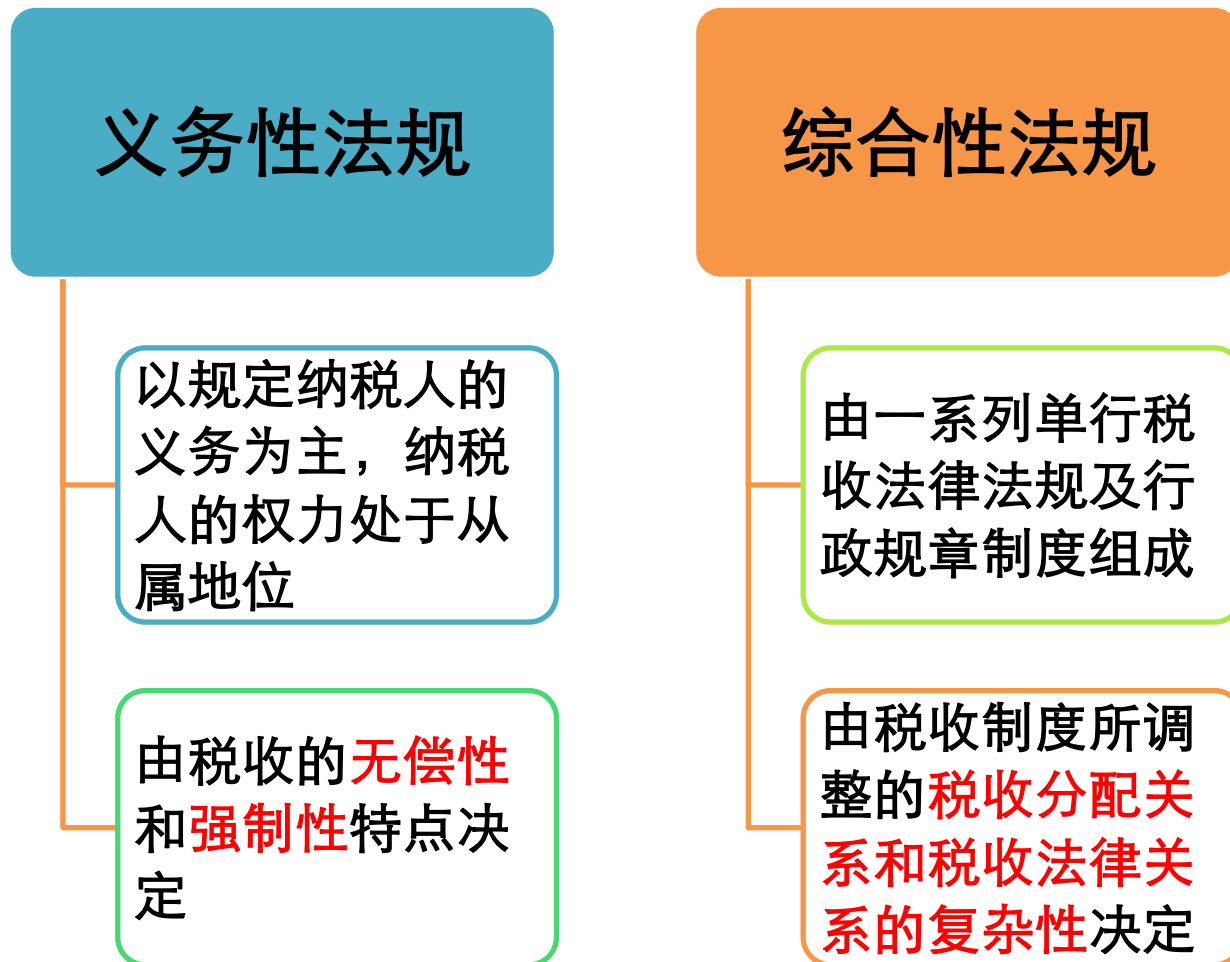 义务性法规
以规定纳税人的
义务为主，纳税
人的权力处于从
属地位
由税收的无偿性
和强制性特点决
定
综合性法规
由一系列单行税
收法律法规及行
政规章制度组成
由税收制度所调
整的税收分配关
系和税收法律关
系的复杂性决定